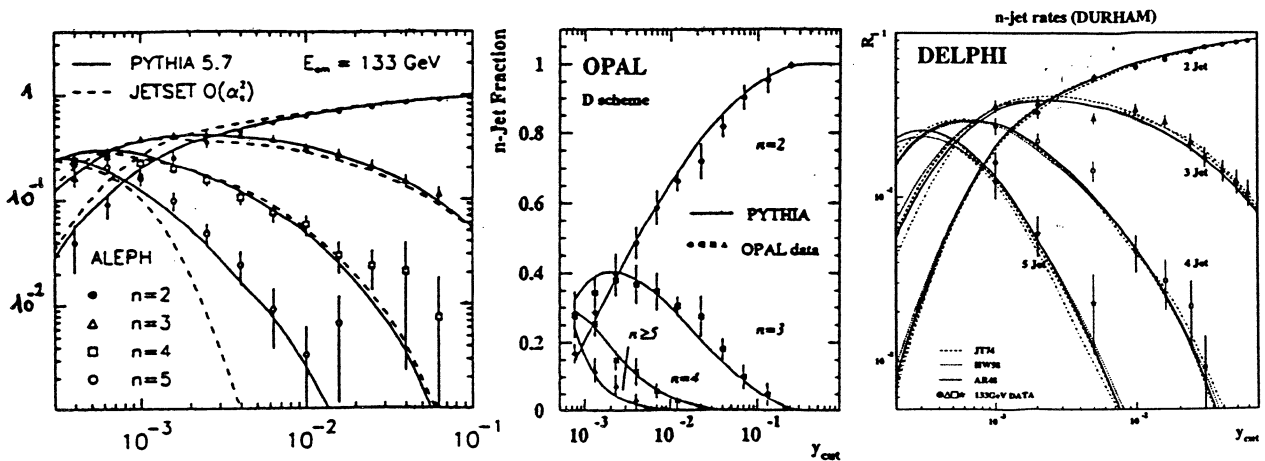 PYTHIA 5.7
E_cm = 133 GeV
JETSET O(α_s^2)
10^-1
10^-2
ALEPH
n=2
n=3
n=4
n=5
10^-3
10^-2
10^-1
n-Jet Fraction
OPAL
D scheme
1
0.8
0.6
0.4
0.2
0
n=2
PYTHIA
OPAL data
n≥5
n=3
n=4
10^-3
10^-2
10^-1
1
y_cut
n-jet rates (DURHAM)
DELPHI
2 Jet
3 Jet
4 Jet
5 Jet
JT74
AR48
133GeV DATA
y_cut